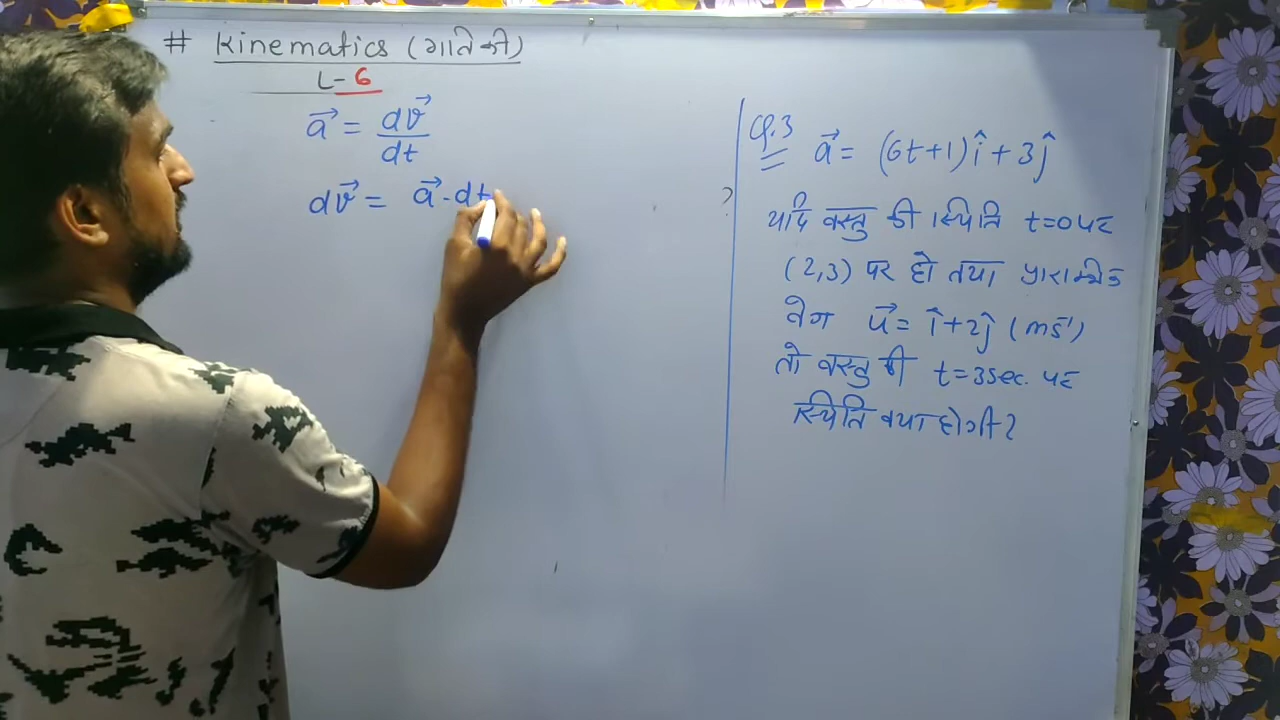 # Kinematics (गतिकी)
L-6
a⃗ = dv⃗/dt
dv⃗ = a⃗ . dt
Q.3 a⃗ = (6t+1)î + 3ĵ
यदि वस्तु की स्थिति t=0 पर
(2,3) पर हो तथा प्रारम्भिक
वेग u⃗ = î+2ĵ (ms⁻¹)
तो वस्तु की t=3sec. पर
स्थिति क्या होगी?